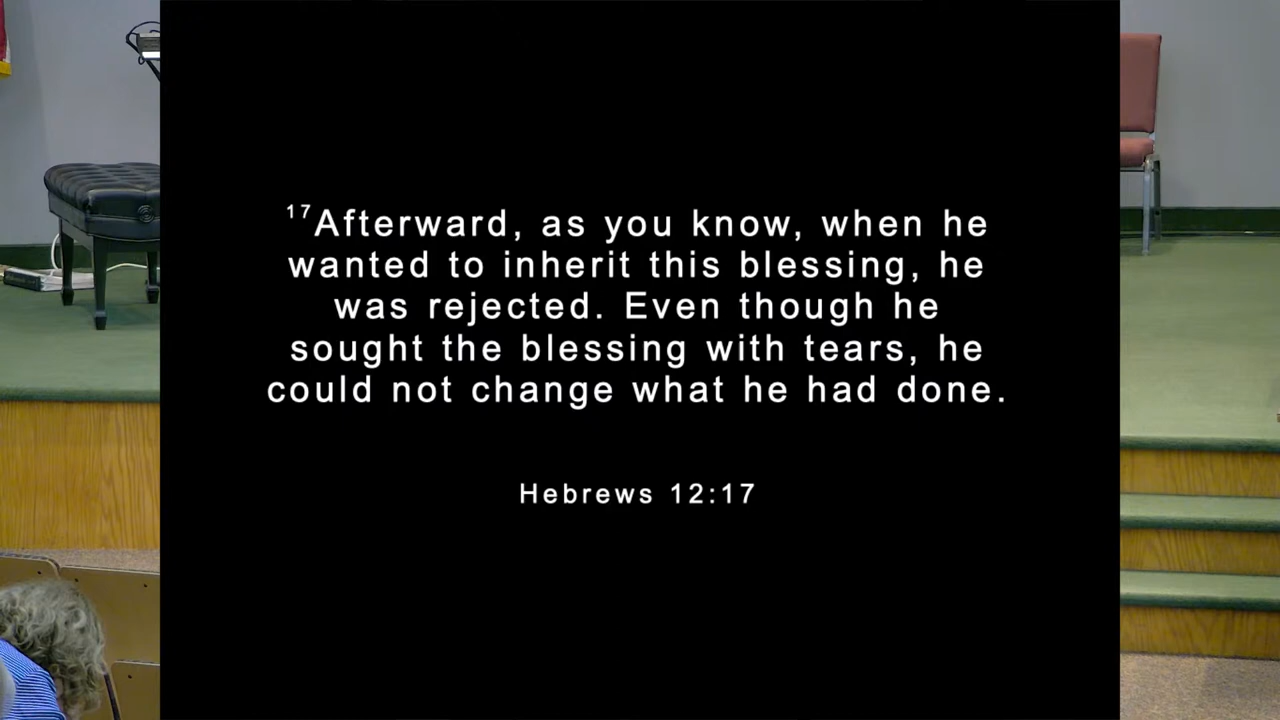 ¹⁷Afterward, as you know, when he
wanted to inherit this blessing, he
was rejected. Even though he
sought the blessing with tears, he
could not change what he had done.
Hebrews 12:17